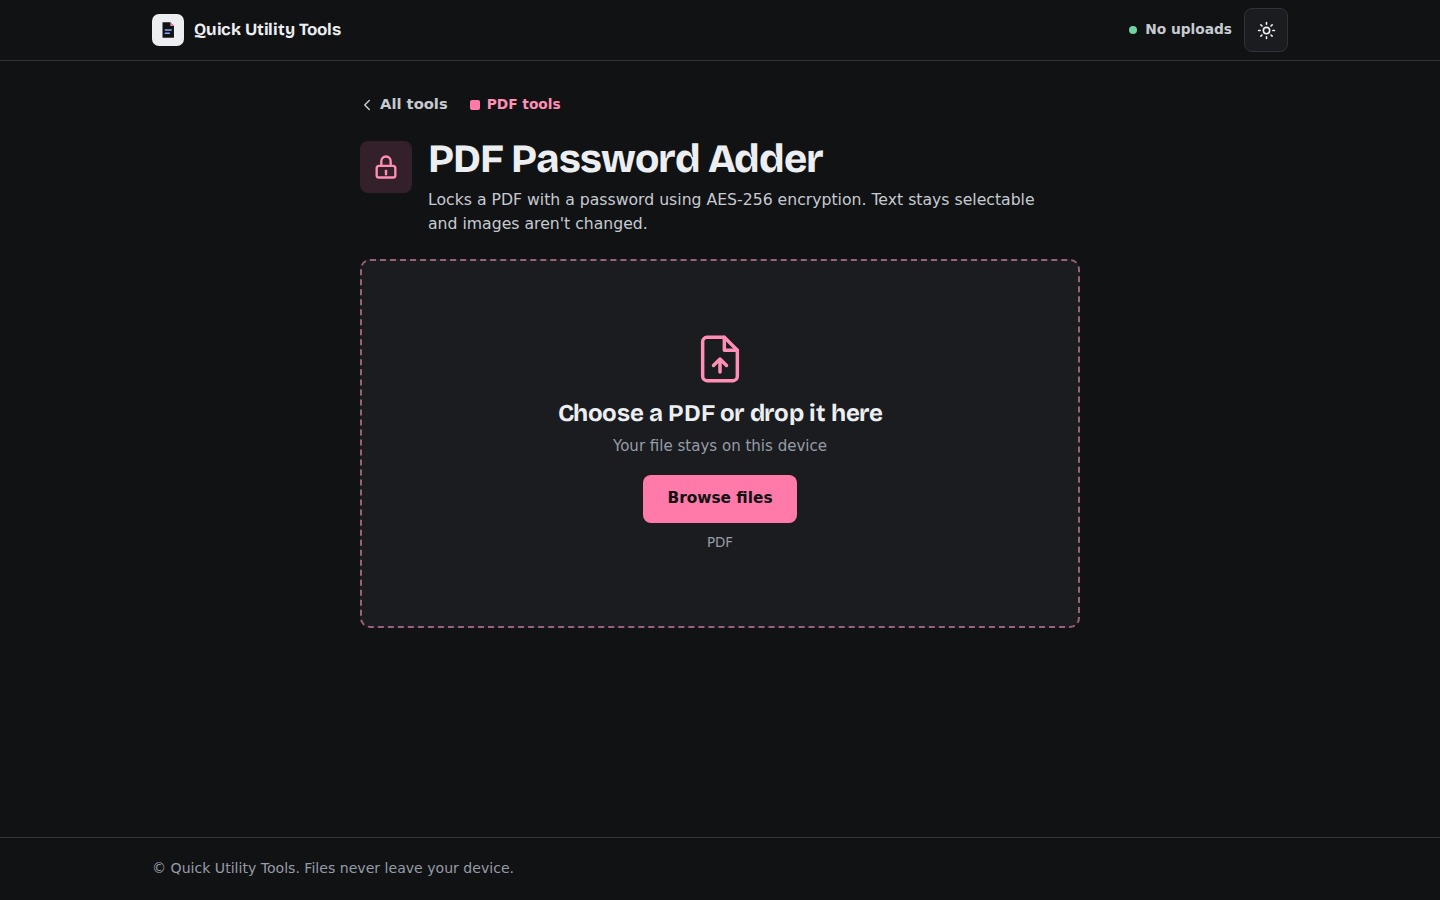 Quick Utility Tools
No uploads
All tools
PDF tools
PDF Password Adder
Locks a PDF with a password using AES-256 encryption. Text stays selectable
and images aren't changed.
Choose a PDF or drop it here
Your file stays on this device
Browse files
PDF
© Quick Utility Tools. Files never leave your device.